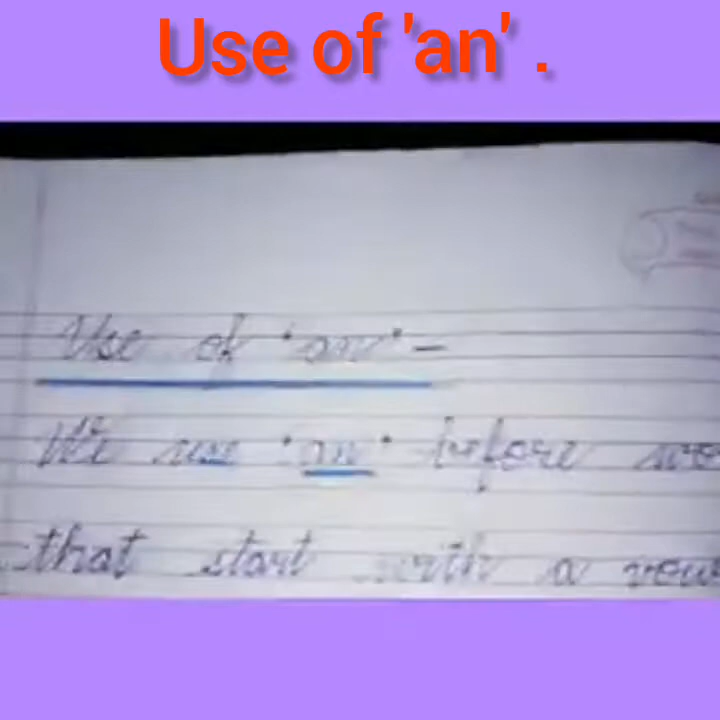 Use of 'an' .
Use of 'an' -
We use 'an' before
that start with a